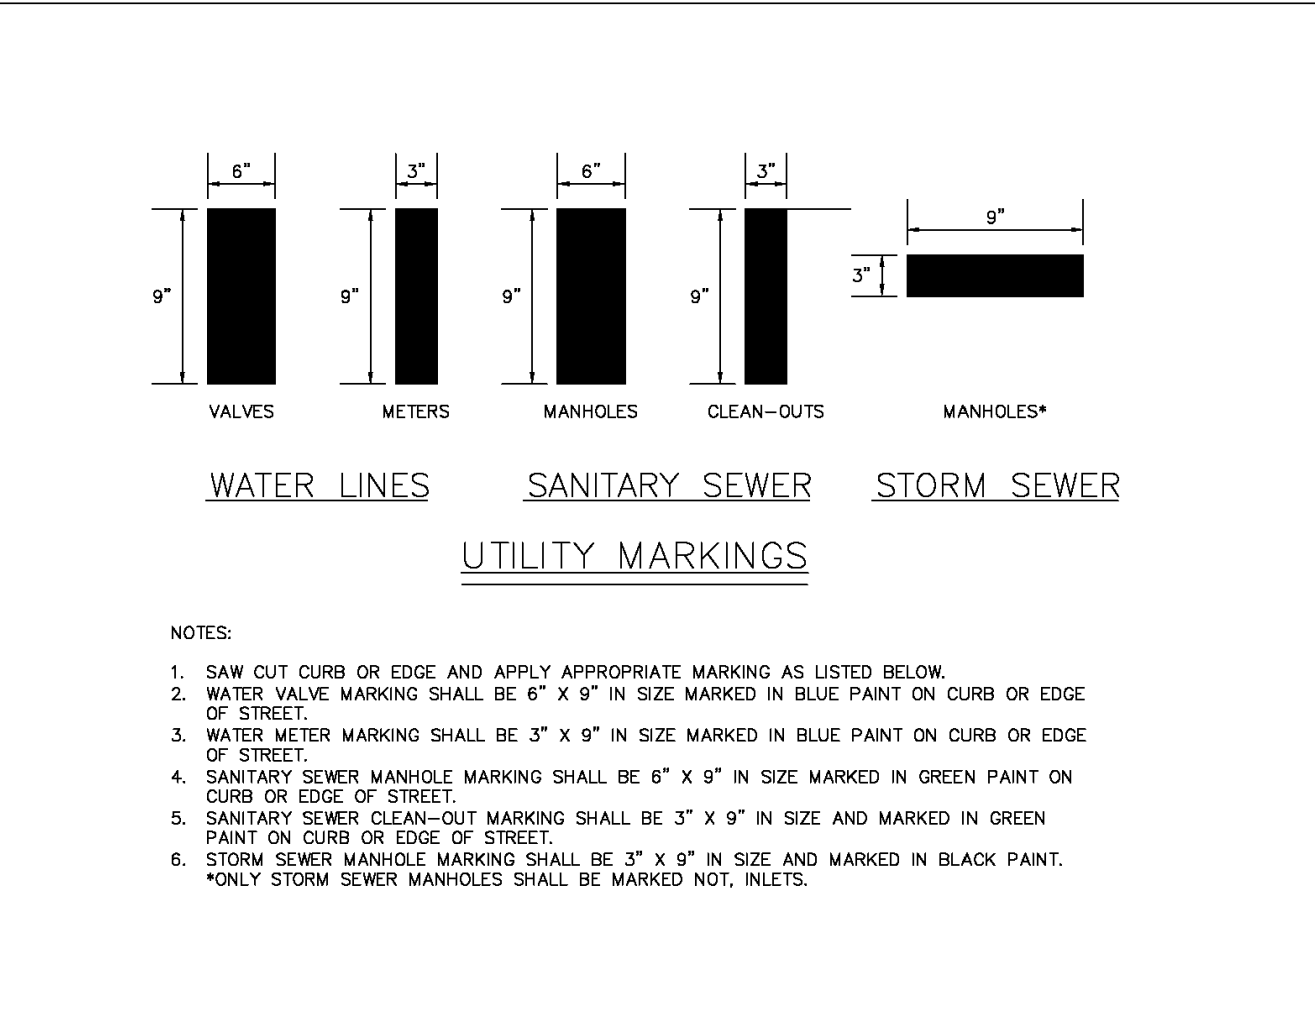 6" 3" 6" 3"
9"
9" 9" 9" 9" 3"
VALVES METERS MANHOLES CLEAN-OUTS MANHOLES*
WATER LINES SANITARY SEWER STORM SEWER
UTILITY MARKINGS
NOTES:
1. SAW CUT CURB OR EDGE AND APPLY APPROPRIATE MARKING AS LISTED BELOW.
2. WATER VALVE MARKING SHALL BE 6" X 9" IN SIZE MARKED IN BLUE PAINT ON CURB OR EDGE
OF STREET.
3. WATER METER MARKING SHALL BE 3" X 9" IN SIZE MARKED IN BLUE PAINT ON CURB OR EDGE
OF STREET.
4. SANITARY SEWER MANHOLE MARKING SHALL BE 6" X 9" IN SIZE MARKED IN GREEN PAINT ON
CURB OR EDGE OF STREET.
5. SANITARY SEWER CLEAN-OUT MARKING SHALL BE 3" X 9" IN SIZE AND MARKED IN GREEN
PAINT ON CURB OR EDGE OF STREET.
6. STORM SEWER MANHOLE MARKING SHALL BE 3" X 9" IN SIZE AND MARKED IN BLACK PAINT.
*ONLY STORM SEWER MANHOLES SHALL BE MARKED NOT, INLETS.